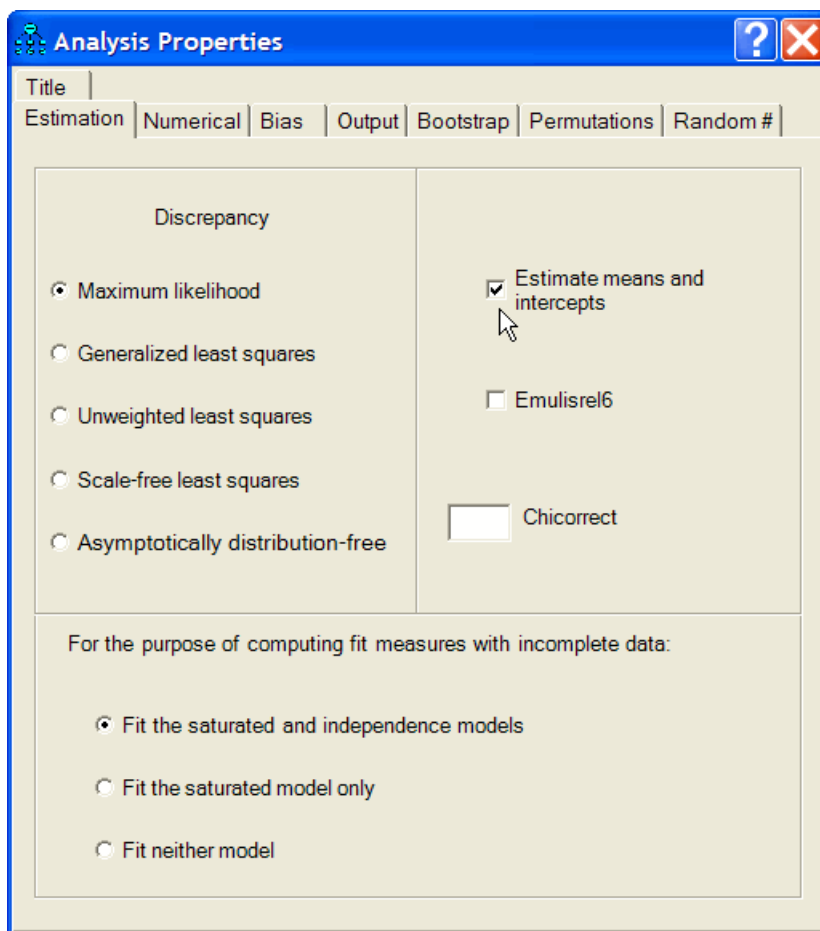 Analysis Properties
?
Title
Estimation Numerical Bias Output Bootstrap Permutations Random #
Discrepancy
Maximum likelihood
Generalized least squares
Unweighted least squares
Scale-free least squares
Asymptotically distribution-free
Estimate means and
intercepts
Emulisrel6
Chicorrect
For the purpose of computing fit measures with incomplete data:
Fit the saturated and independence models
Fit the saturated model only
Fit neither model